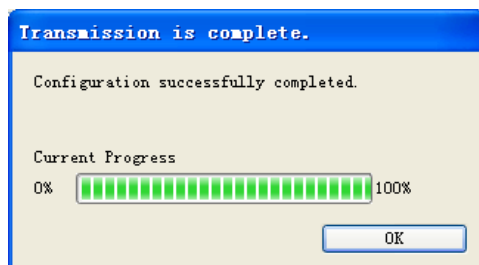 Transmission is complete.
Configuration successfully completed.
Current Progress
0% 100%
OK